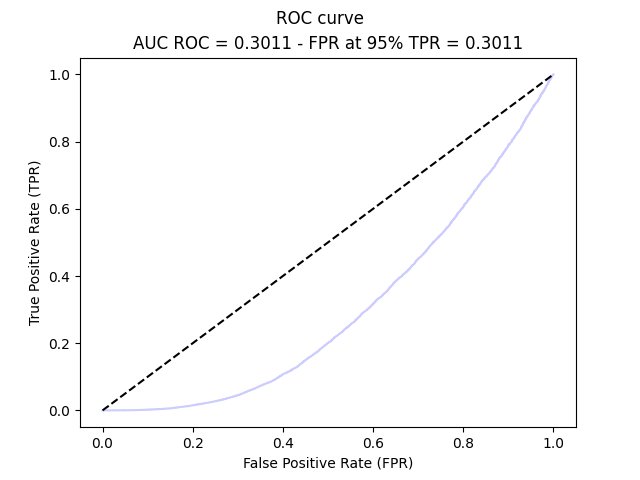 ROC curve
AUC ROC = 0.3011 - FPR at 95% TPR = 0.3011
1.0
0.8
0.6
0.4
0.2
0.0
True Positive Rate (TPR)
0.0 0.2 0.4 0.6 0.8 1.0
False Positive Rate (FPR)